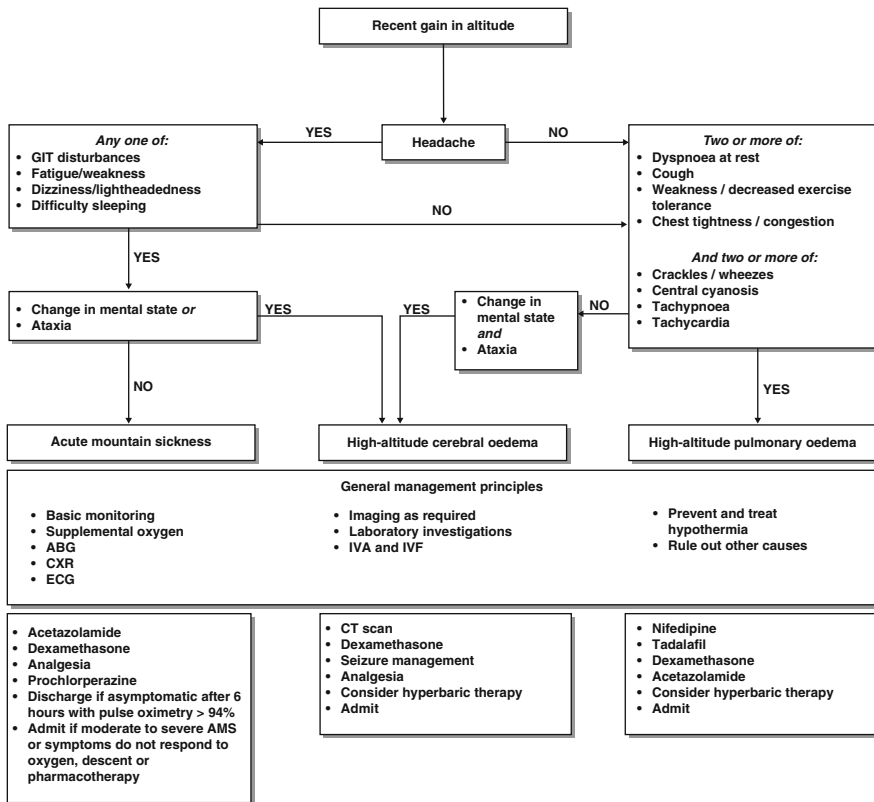 Recent gain in altitude
YES
Headache
NO
Any one of:
• GIT disturbances
• Fatigue/weakness
• Dizziness/lightheadedness
• Difficulty sleeping
Two or more of:
• Dyspnoea at rest
• Cough
• Weakness / decreased exercise
tolerance
• Chest tightness / congestion
And two or more of:
• Crackles / wheezes
• Central cyanosis
• Tachypnoea
• Tachycardia
NO
YES
• Change in mental state or
• Ataxia
YES
YES
• Change in
mental state
and
• Ataxia
NO
NO
YES
Acute mountain sickness
High-altitude cerebral oedema
High-altitude pulmonary oedema
General management principles
• Basic monitoring
• Supplemental oxygen
• ABG
• CXR
• ECG
• Imaging as required
• Laboratory investigations
• IVA and IVF
• Prevent and treat
hypothermia
• Rule out other causes
• Acetazolamide
• Dexamethasone
• Analgesia
• Prochlorperazine
• Discharge if asymptomatic after 6
hours with pulse oximetry > 94%
• Admit if moderate to severe AMS
or symptoms do not respond to
oxygen, descent or
pharmacotherapy
• CT scan
• Dexamethasone
• Seizure management
• Analgesia
• Consider hyperbaric therapy
• Admit
• Nifedipine
• Tadalafil
• Dexamethasone
• Acetazolamide
• Consider hyperbaric therapy
• Admit